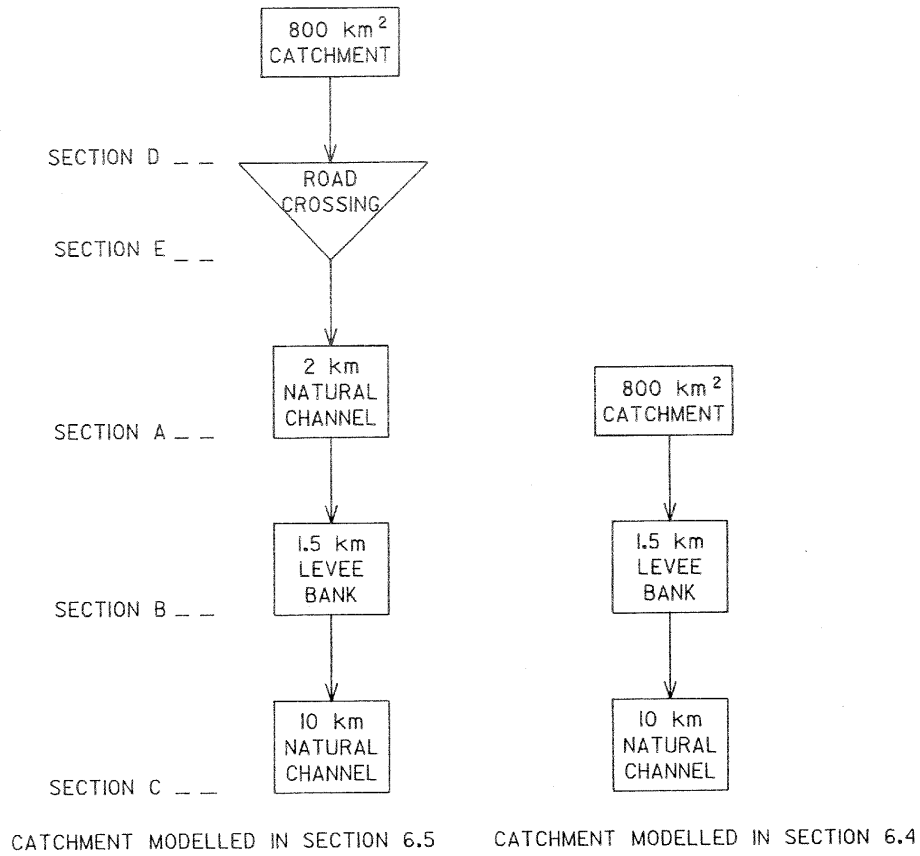 800 km²
CATCHMENT
SECTION D _ _
ROAD
CROSSING
SECTION E _ _
2 km
NATURAL
CHANNEL
SECTION A _ _
1.5 km
LEVEE
BANK
SECTION B _ _
10 km
NATURAL
CHANNEL
SECTION C _ _
CATCHMENT MODELLED IN SECTION 6.5
800 km²
CATCHMENT
1.5 km
LEVEE
BANK
10 km
NATURAL
CHANNEL
CATCHMENT MODELLED IN SECTION 6.4